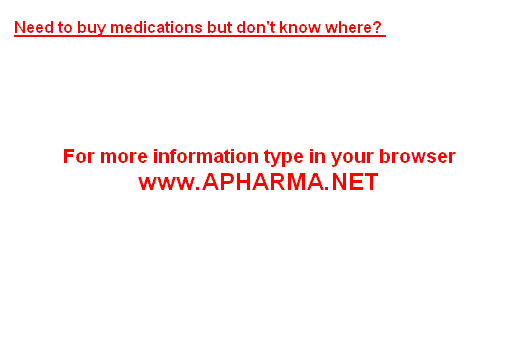 Need to buy medications but don't know where?
For more information type in your browser
www.APHARMA.NET